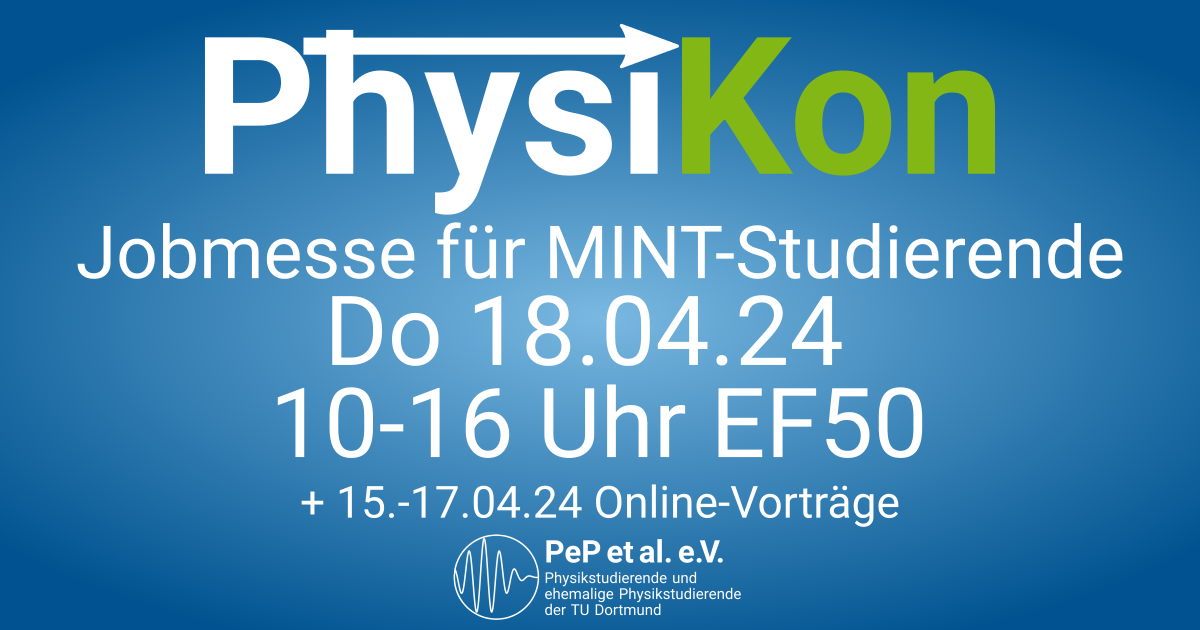 PhysiKon
Jobmesse für MINT-Studierende
Do 18.04.24
10-16 Uhr EF50
+ 15.-17.04.24 Online-Vorträge
PeP et al. e.V.
Physikstudierende und
ehemalige Physikstudierende
der TU Dortmund